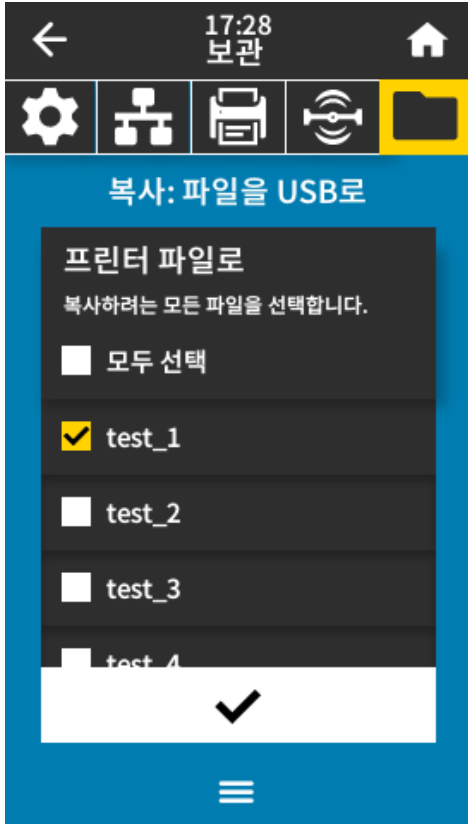 17:28
보관
복사: 파일을 USB로
프린터 파일로
복사하려는 모든 파일을 선택합니다.
모두 선택
test_1
test_2
test_3
test_4